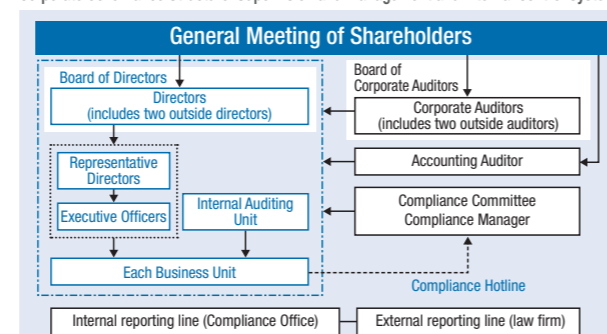 General Meeting of Shareholders
Board of Directors
Directors
(includes two outside directors)
Board of
Corporate Auditors
Corporate Auditors
(includes two outside auditors)
Representative
Directors
Executive Officers
Internal Auditing
Unit
Accounting Auditor
Compliance Committee
Compliance Manager
Each Business Unit
Compliance Hotline
Internal reporting line (Compliance Office)
External reporting line (law firm)